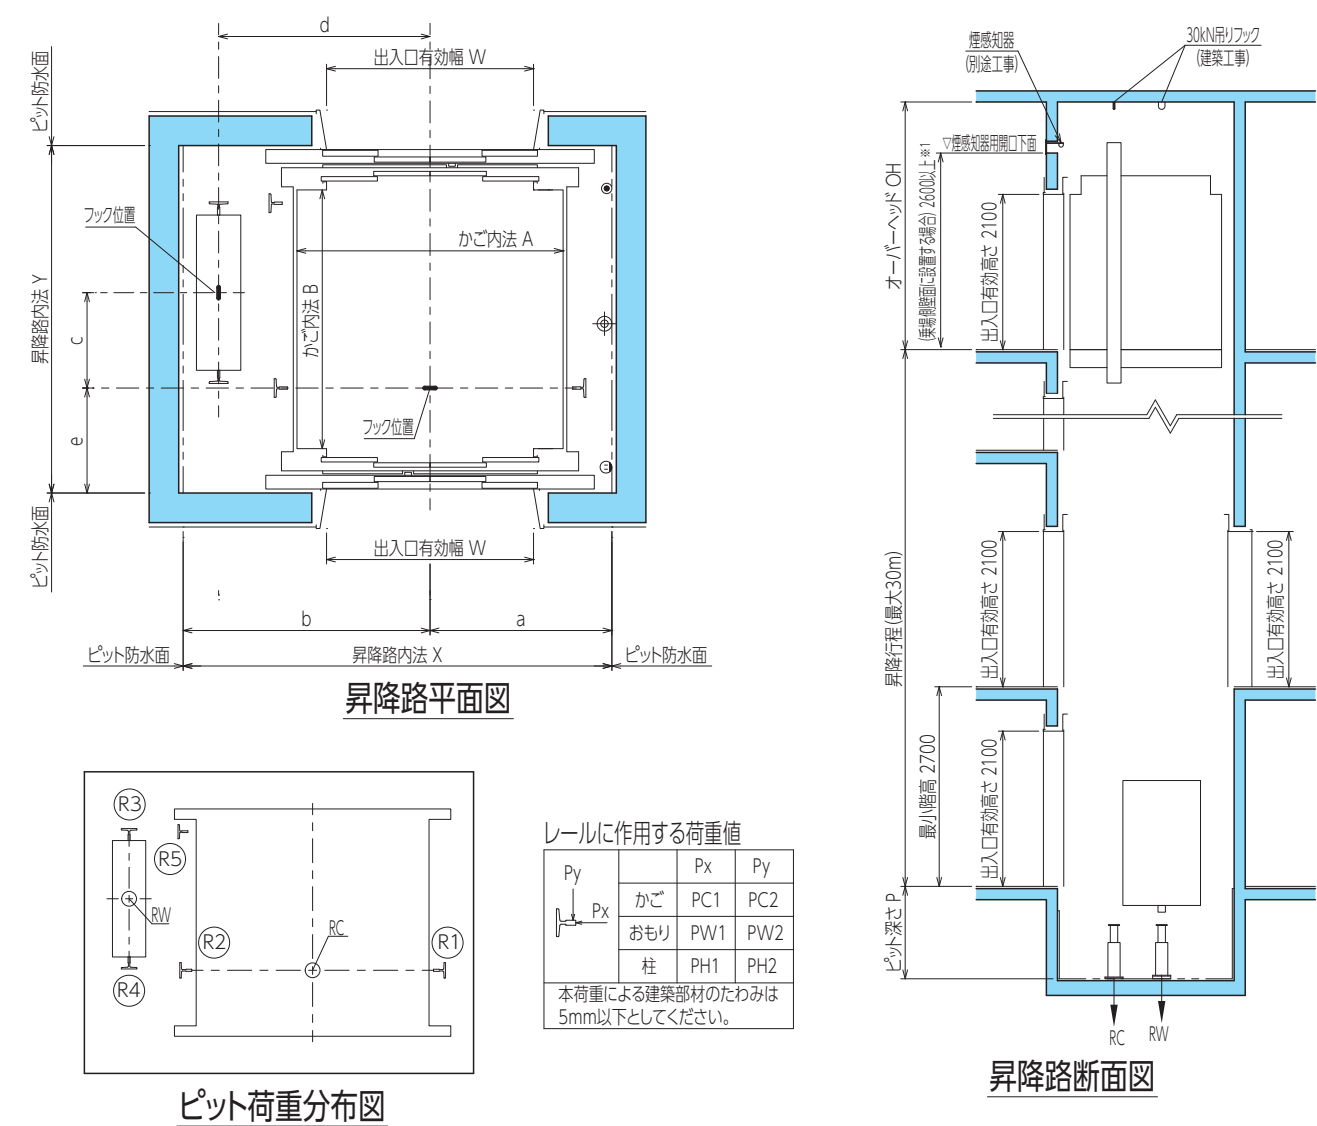 d
出入口有効幅 W
ピット防水面
フック位置
かご内法 A
かご内法 B
昇降路内法 Y
c
e
フック位置
ピット防水面
出入口有効幅 W
b
a
ピット防水面
昇降路内法 X
ピット防水面
昇降路平面図
煙感知器
(別途工事)
30kN吊りフック
(建築工事)
▽煙感知器用開口下面
オーバーヘッド OH
(乗場側壁面に設置する場合) 2600以上※1
出入口有効高さ 2100
昇降行程(最大30m)
出入口有効高さ 2100
出入口有効高さ 2100
最小階高 2700
出入口有効高さ 2100
ピット深さ P
RC
RW
昇降路断面図
R3
R5
RW
R4
R2
RC
R1
ピット荷重分布図
レールに作用する荷重値
Py
Px
Px
Py
かご
PC1
PC2
おもり
PW1
PW2
柱
PH1
PH2
本荷重による建築部材のたわみは
5mm以下としてください。